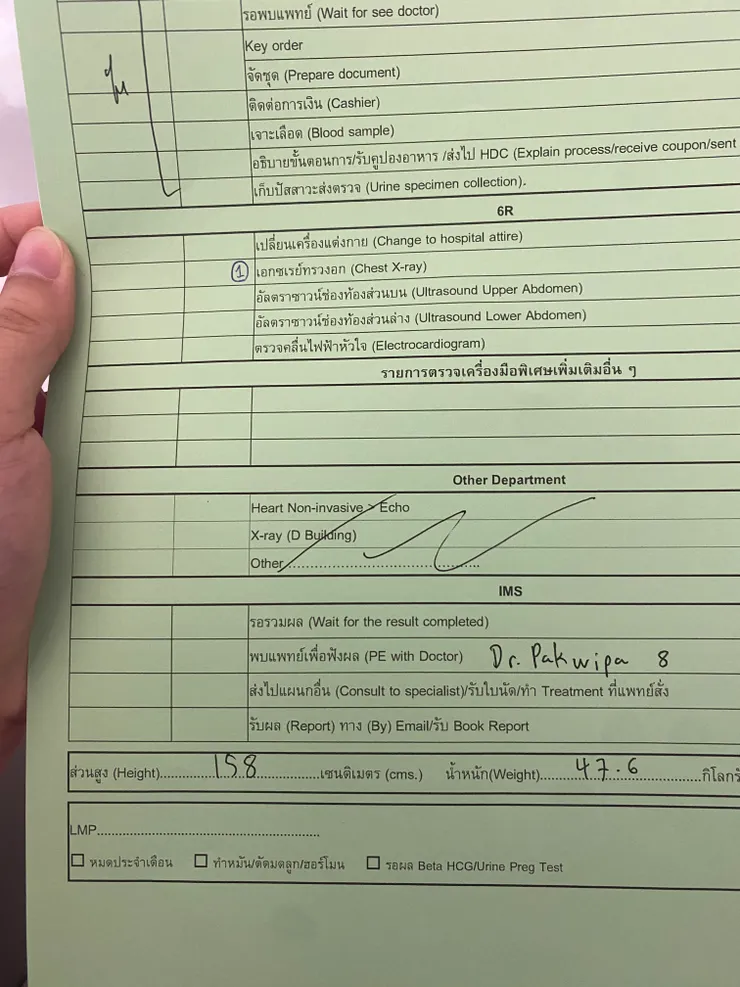 รอพบแพทย์ (Wait for see doctor)
Key order
จัดชุด (Prepare document)
ติดต่อการเงิน (Cashier)
เจาะเลือด (Blood sample)
อธิบายขั้นตอนการ/รับคูปองอาหาร /ส่งไป HDC (Explain process/receive coupon/sent
เก็บปัสสาวะส่งตรวจ (Urine specimen collection).
6R
เปลี่ยนเครื่องแต่งกาย (Change to hospital attire)
1 เอกซเรย์ทรวงอก (Chest X-ray)
อัลตราซาวน์ช่องท้องส่วนบน (Ultrasound Upper Abdomen)
อัลตราซาวน์ช่องท้องส่วนล่าง (Ultrasound Lower Abdomen)
ตรวจคลื่นไฟฟ้าหัวใจ (Electrocardiogram)
รายการตรวจเครื่องมือพิเศษเพิ่มเติมอื่น ๆ
Other Department
Heart Non-invasive > Echo
X-ray (D Building)
Other..........................................
IMS
รอรวมผล (Wait for the result completed)
พบแพทย์เพื่อฟังผล (PE with Doctor) Dr. Pakwipa 8
ส่งไปแผนกอื่น (Consult to specialist)/รับใบนัด/ทำ Treatment ที่แพทย์สั่ง
รับผล (Report) ทาง (By) Email/รับ Book Report
ส่วนสูง (Height)...............158...............เซนติเมตร (cms.) น้ำหนัก(Weight)..........47.6..........กิโลกรั
LMP......................................................
หมดประจำเดือน ทำหมัน/ตัดมดลูก/ฮอร์โมน รอผล Beta HCG/Urine Preg Test